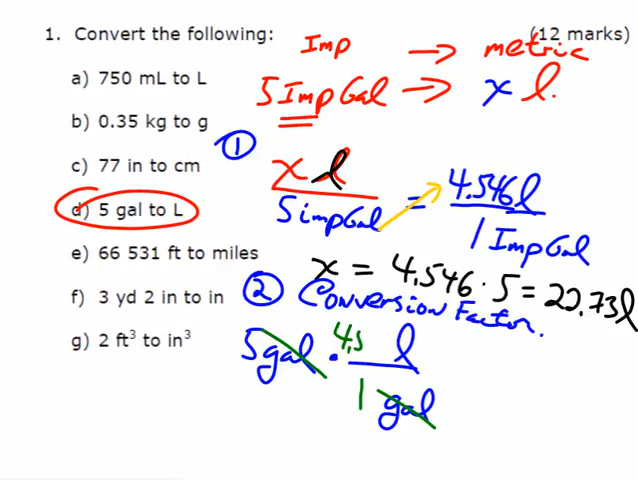 1. Convert the following: (12 marks)
Imp → metric
a) 750 mL to L
5 Imp Gal → x l.
b) 0.35 kg to g
①
c) 77 in to cm
x l / 5 imp Gal = 4.546 l / 1 Imp Gal
d) 5 gal to L
e) 66 531 ft to miles
x = 4.546 · 5 = 22.73 l
f) 3 yd 2 in to in
② Conversion Factor.
g) 2 ft³ to in³
5 gal · 4.5 l / 1 gal